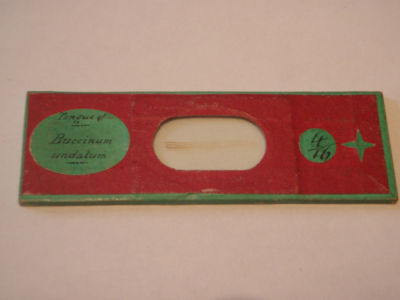 Tongue of
Buccinum
undatum